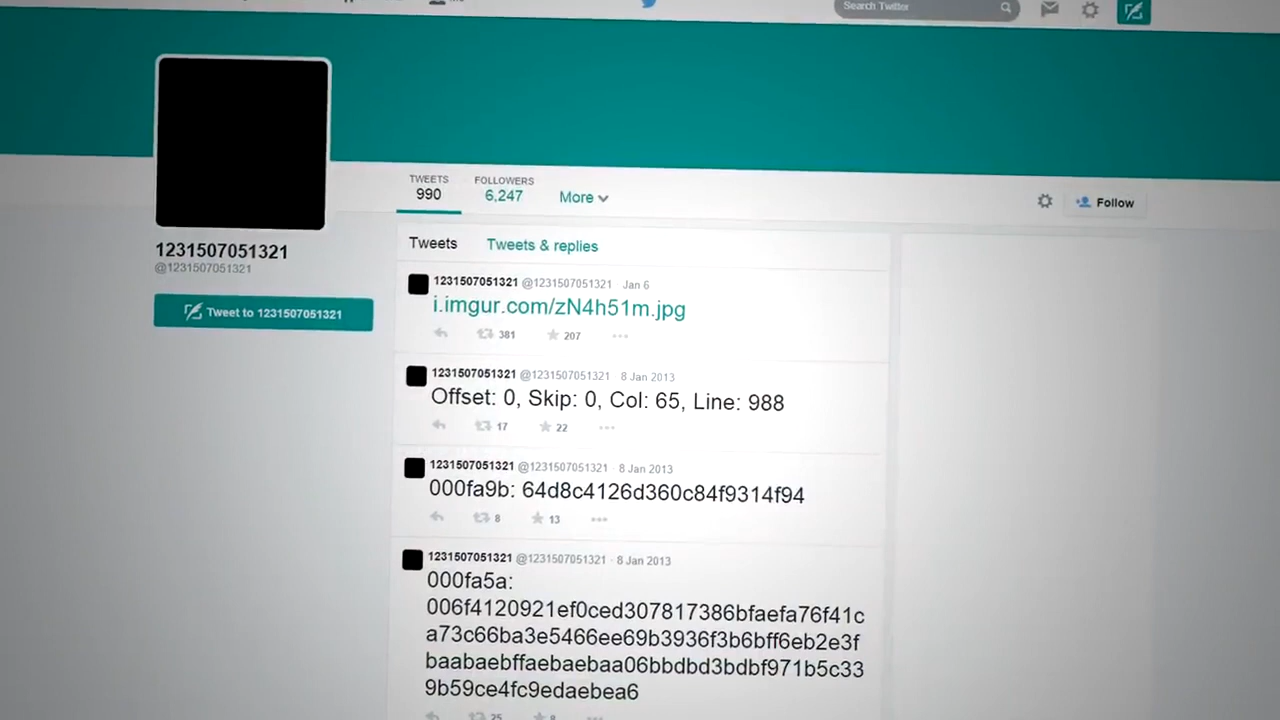 Search Twitter
TWEETS
990
FOLLOWERS
6,247
More
Follow
1231507051321
@1231507051321
Tweet to 1231507051321
Tweets
Tweets & replies
1231507051321 @1231507051321 · Jan 6
i.imgur.com/zN4h51m.jpg
381
207
1231507051321 @1231507051321 · 8 Jan 2013
Offset: 0, Skip: 0, Col: 65, Line: 988
17
22
1231507051321 @1231507051321 · 8 Jan 2013
000fa9b: 64d8c4126d360c84f9314f94
8
13
1231507051321 @1231507051321 · 8 Jan 2013
000fa5a:
006f4120921ef0ced307817386bfaefa76f41c
a73c66ba3e5466ee69b3936f3b6bff6eb2e3f
baabaebffaebaebaa06bbdbd3bdbf971b5c33
9b59ce4fc9edaebea6
25